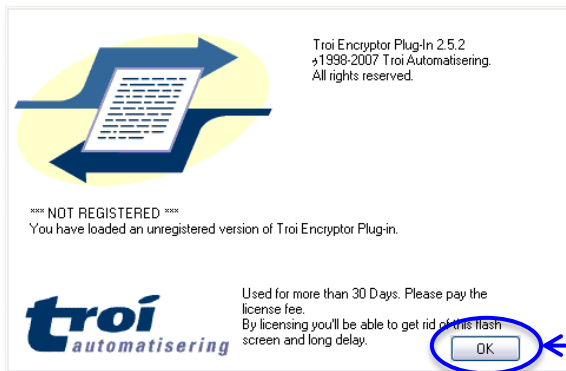 Troi Encryptor Plug-In 2.5.2
1998-2007 Troi Automatisering.
All rights reserved.
*** NOT REGISTERED ***
You have loaded an unregistered version of Troi Encryptor Plug-in.
Used for more than 30 Days. Please pay the
license fee.
By licensing you'll be able to get rid of this flash
screen and long delay.
OK
troi
automatisering